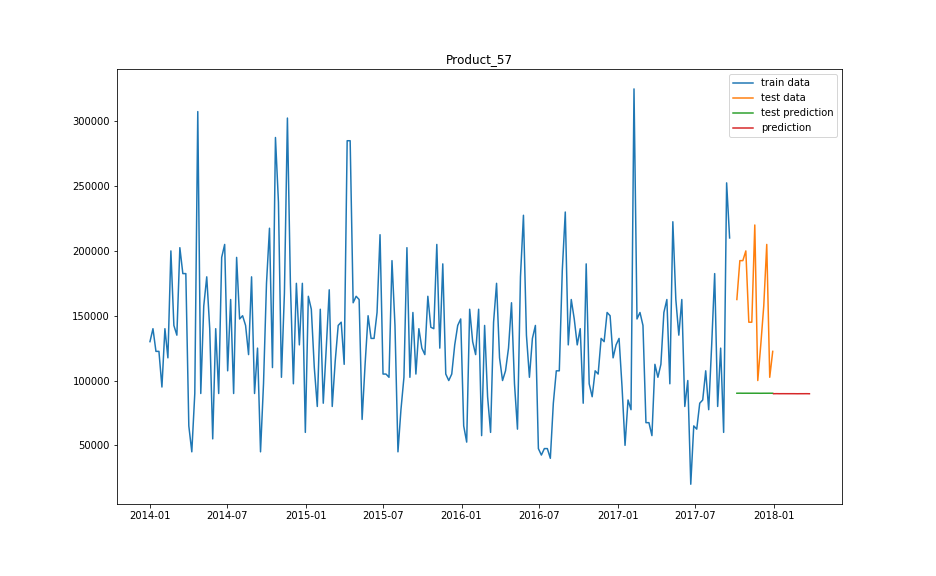 Product_57
train data
test data
test prediction
prediction
300000
250000
200000
150000
100000
50000
2014-01 2014-07 2015-01 2015-07 2016-01 2016-07 2017-01 2017-07 2018-01